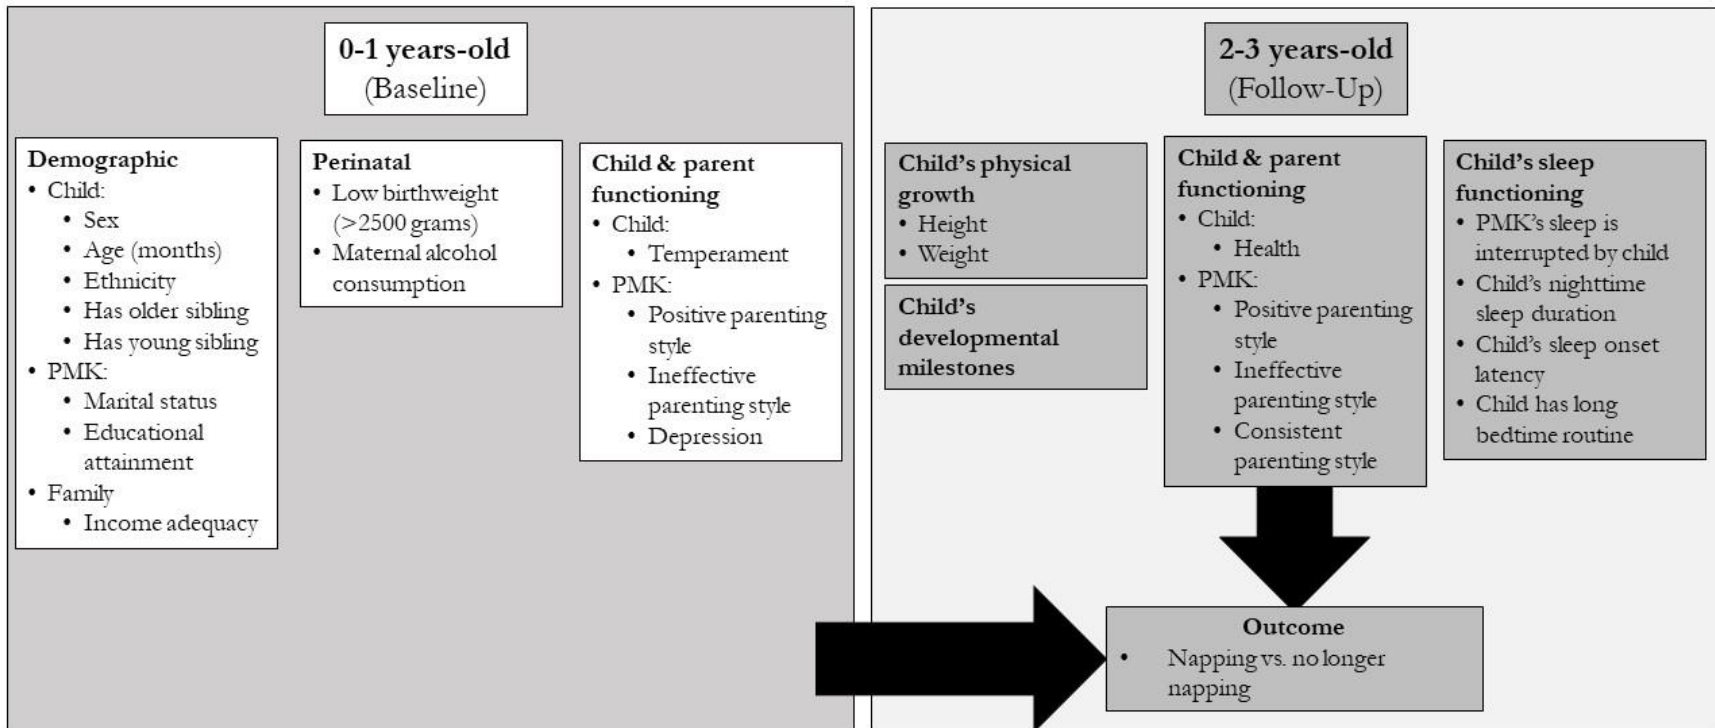 0-1 years-old
(Baseline)
Demographic
• Child:
• Sex
• Age (months)
• Ethnicity
• Has older sibling
• Has young sibling
• PMK:
• Marital status
• Educational
attainment
• Family
• Income adequacy
Perinatal
• Low birthweight
(>2500 grams)
• Maternal alcohol
consumption
Child & parent
functioning
• Child:
• Temperament
• PMK:
• Positive parenting
style
• Ineffective
parenting style
• Depression
2-3 years-old
(Follow-Up)
Child's physical
growth
• Height
• Weight
Child's
developmental
milestones
Child & parent
functioning
• Child:
• Health
• PMK:
• Positive parenting
style
• Ineffective
parenting style
• Consistent
parenting style
Child's sleep
functioning
• PMK's sleep is
interrupted by child
• Child's nighttime
sleep duration
• Child's sleep onset
latency
• Child has long
bedtime routine
Outcome
• Napping vs. no longer
napping